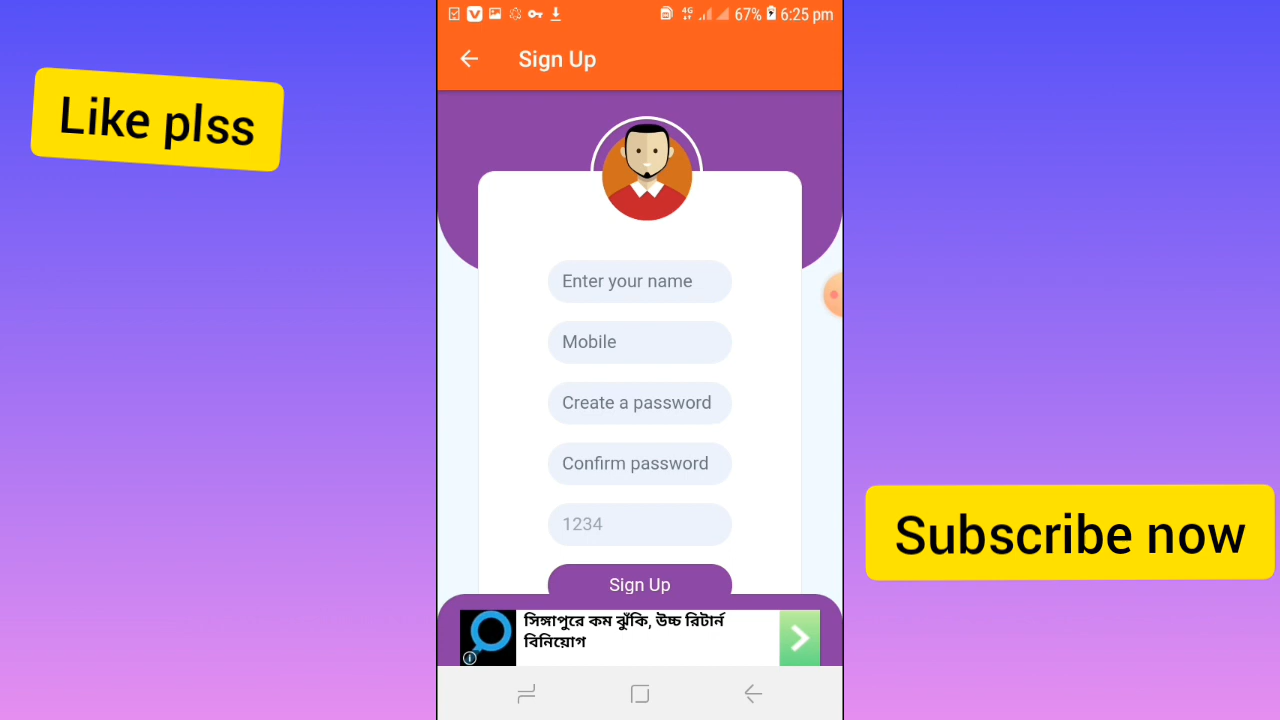 Like plss
67% 6:25 pm
Sign Up
Enter your name
Mobile
Create a password
Confirm password
1234
Sign Up
সিঙ্গাপুরে কম ঝুঁকি, উচ্চ রিটার্ন
বিনিয়োগ
Subscribe now